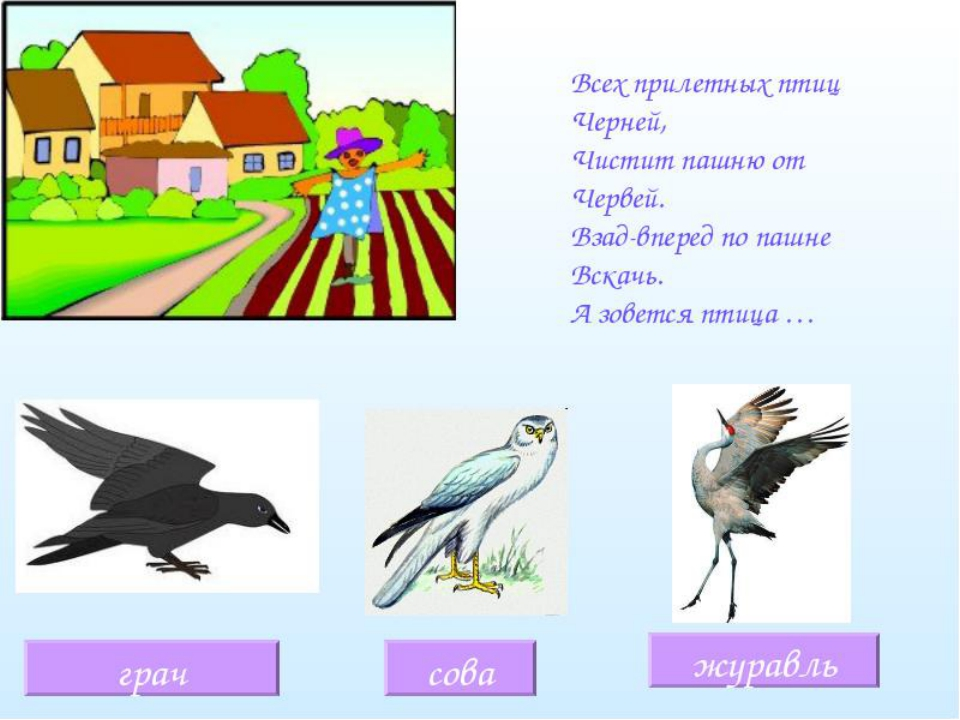 Всех прилетных птиц
Черней,
Чистит пашню от
Червей.
Взад-вперед по пашне
Вскачь.
А зовется птица …
грач
сова
журавль